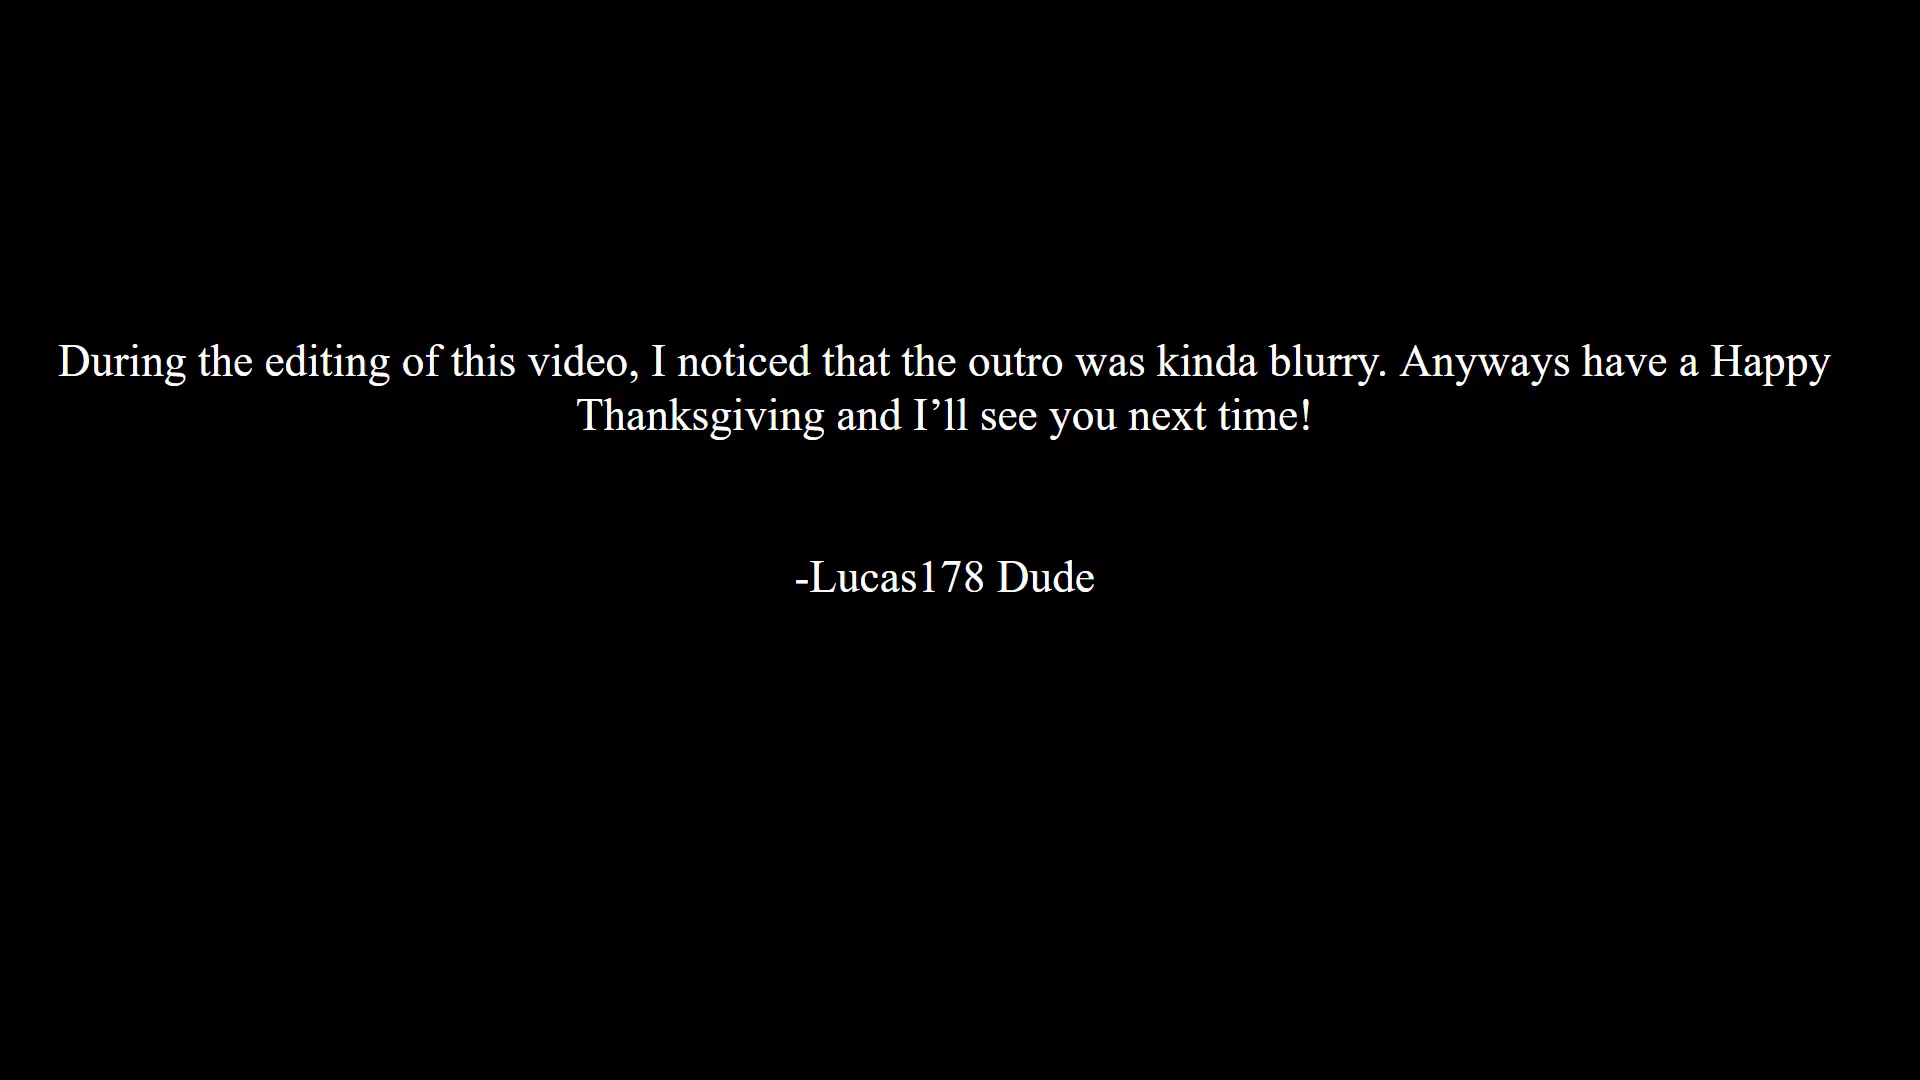 During the editing of this video, I noticed that the outro was kinda blurry. Anyways have a Happy
Thanksgiving and I’ll see you next time!
-Lucas178 Dude